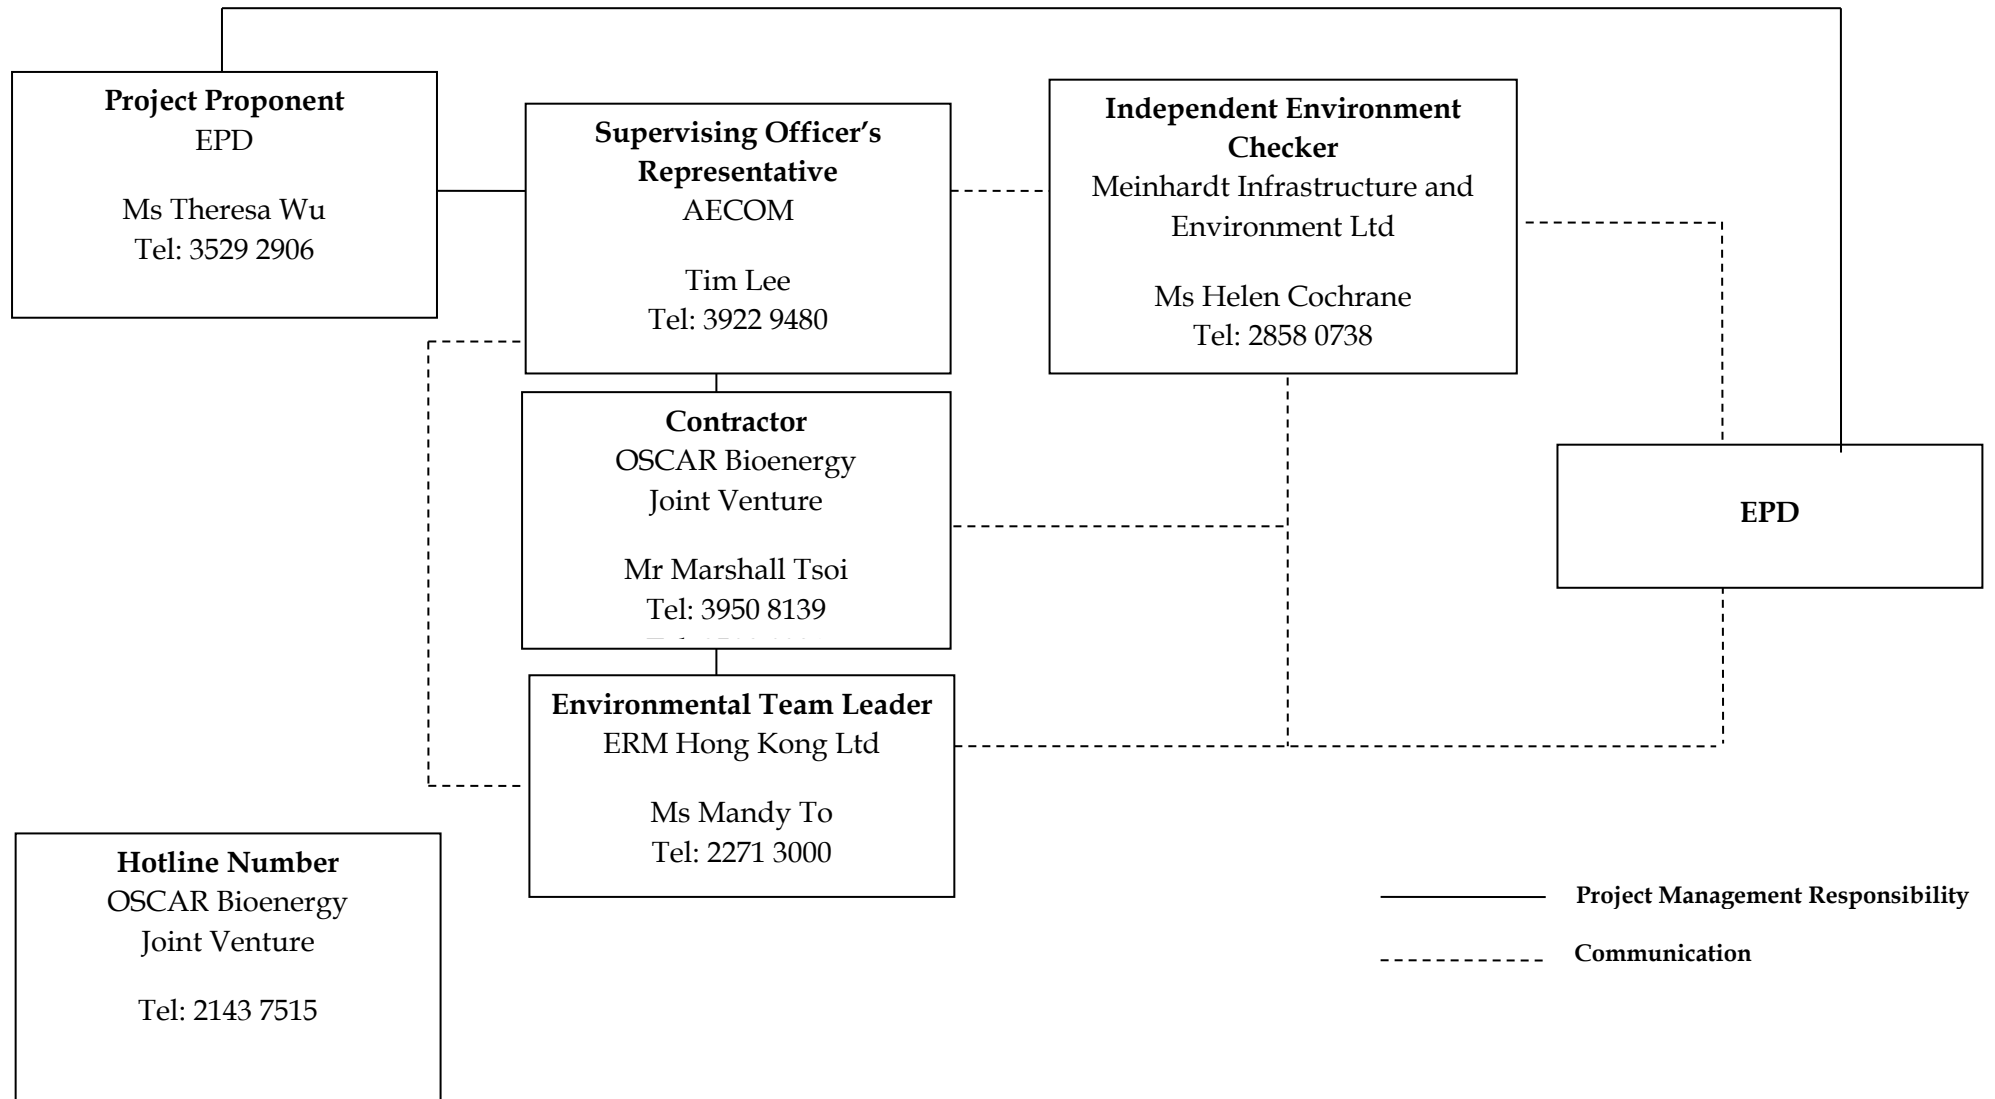 Project Proponent
EPD
Ms Theresa Wu
Tel: 3529 2906
Supervising Officer’s
Representative
AECOM
Tim Lee
Tel: 3922 9480
Independent Environment
Checker
Meinhardt Infrastructure and
Environment Ltd
Ms Helen Cochrane
Tel: 2858 0738
Contractor
OSCAR Bioenergy
Joint Venture
Mr Marshall Tsoi
Tel: 3950 8139
EPD
Environmental Team Leader
ERM Hong Kong Ltd
Ms Mandy To
Tel: 2271 3000
Hotline Number
OSCAR Bioenergy
Joint Venture
Tel: 2143 7515
Project Management Responsibility
Communication